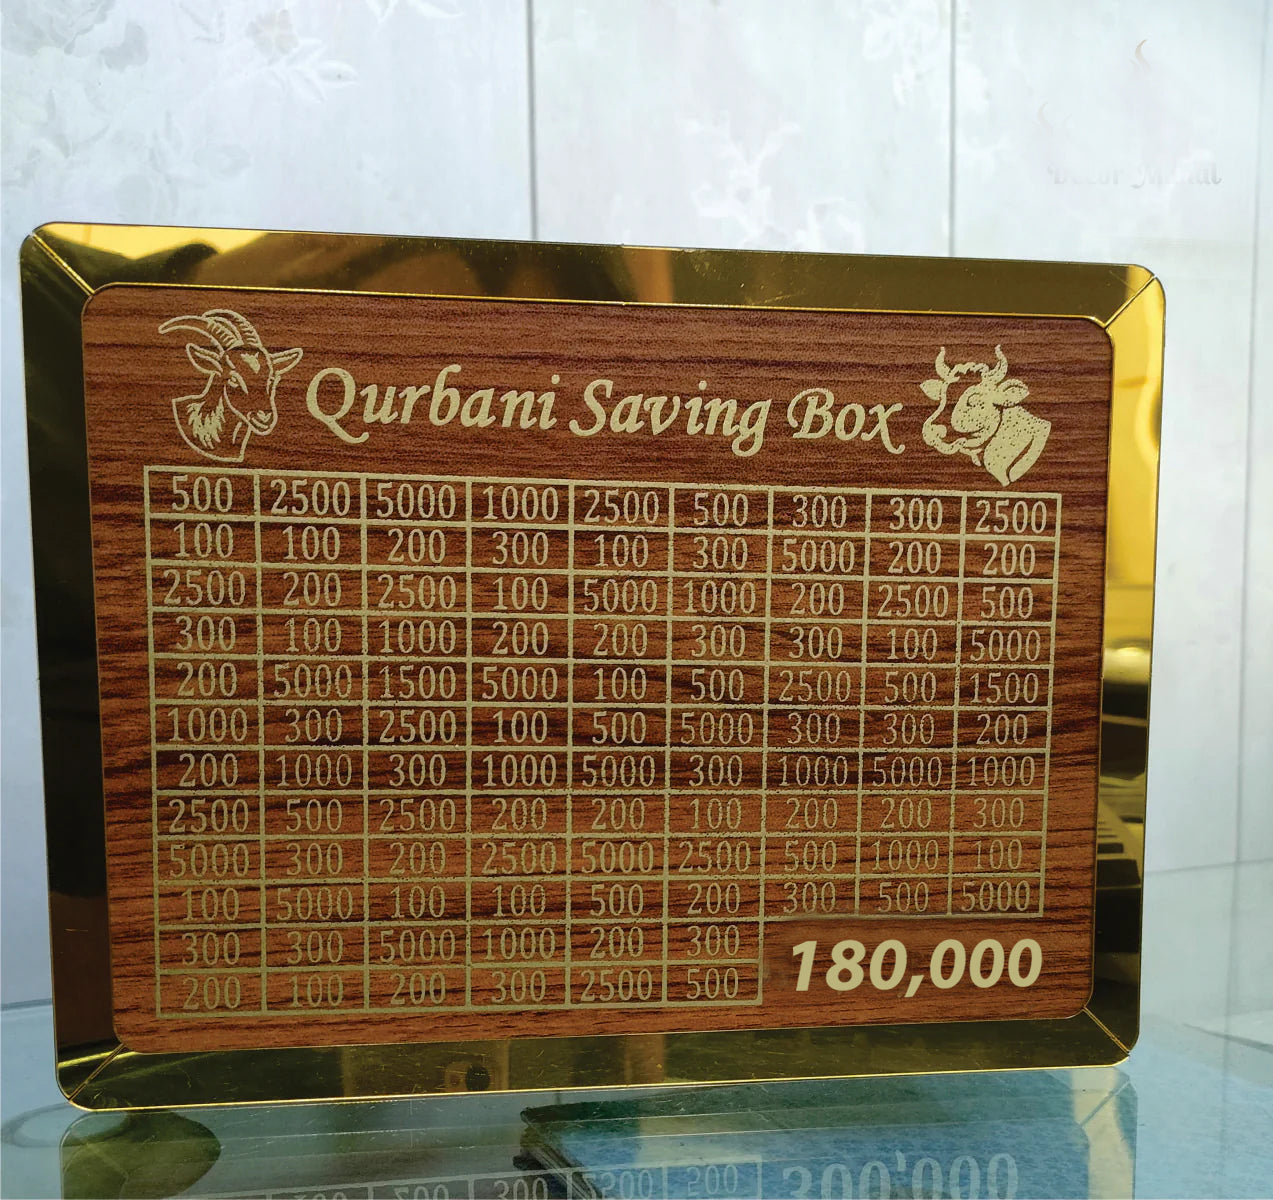 Decor Mahal
Qurbani Saving Box
500 2500 5000 1000 2500 500 300 300 2500
100 100 200 300 100 300 5000 200 200
2500 200 2500 100 5000 1000 200 2500 500
300 100 1000 200 200 300 300 100 5000
200 5000 1500 5000 100 500 2500 500 1500
1000 300 2500 100 500 5000 300 300 200
200 1000 300 1000 5000 300 1000 5000 1000
2500 500 2500 200 200 100 200 200 300
5000 300 200 2500 5000 2500 500 1000 100
100 5000 100 100 500 200 300 500 5000
300 300 5000 1000 200 300
200 100 200 300 2500 500
180,000